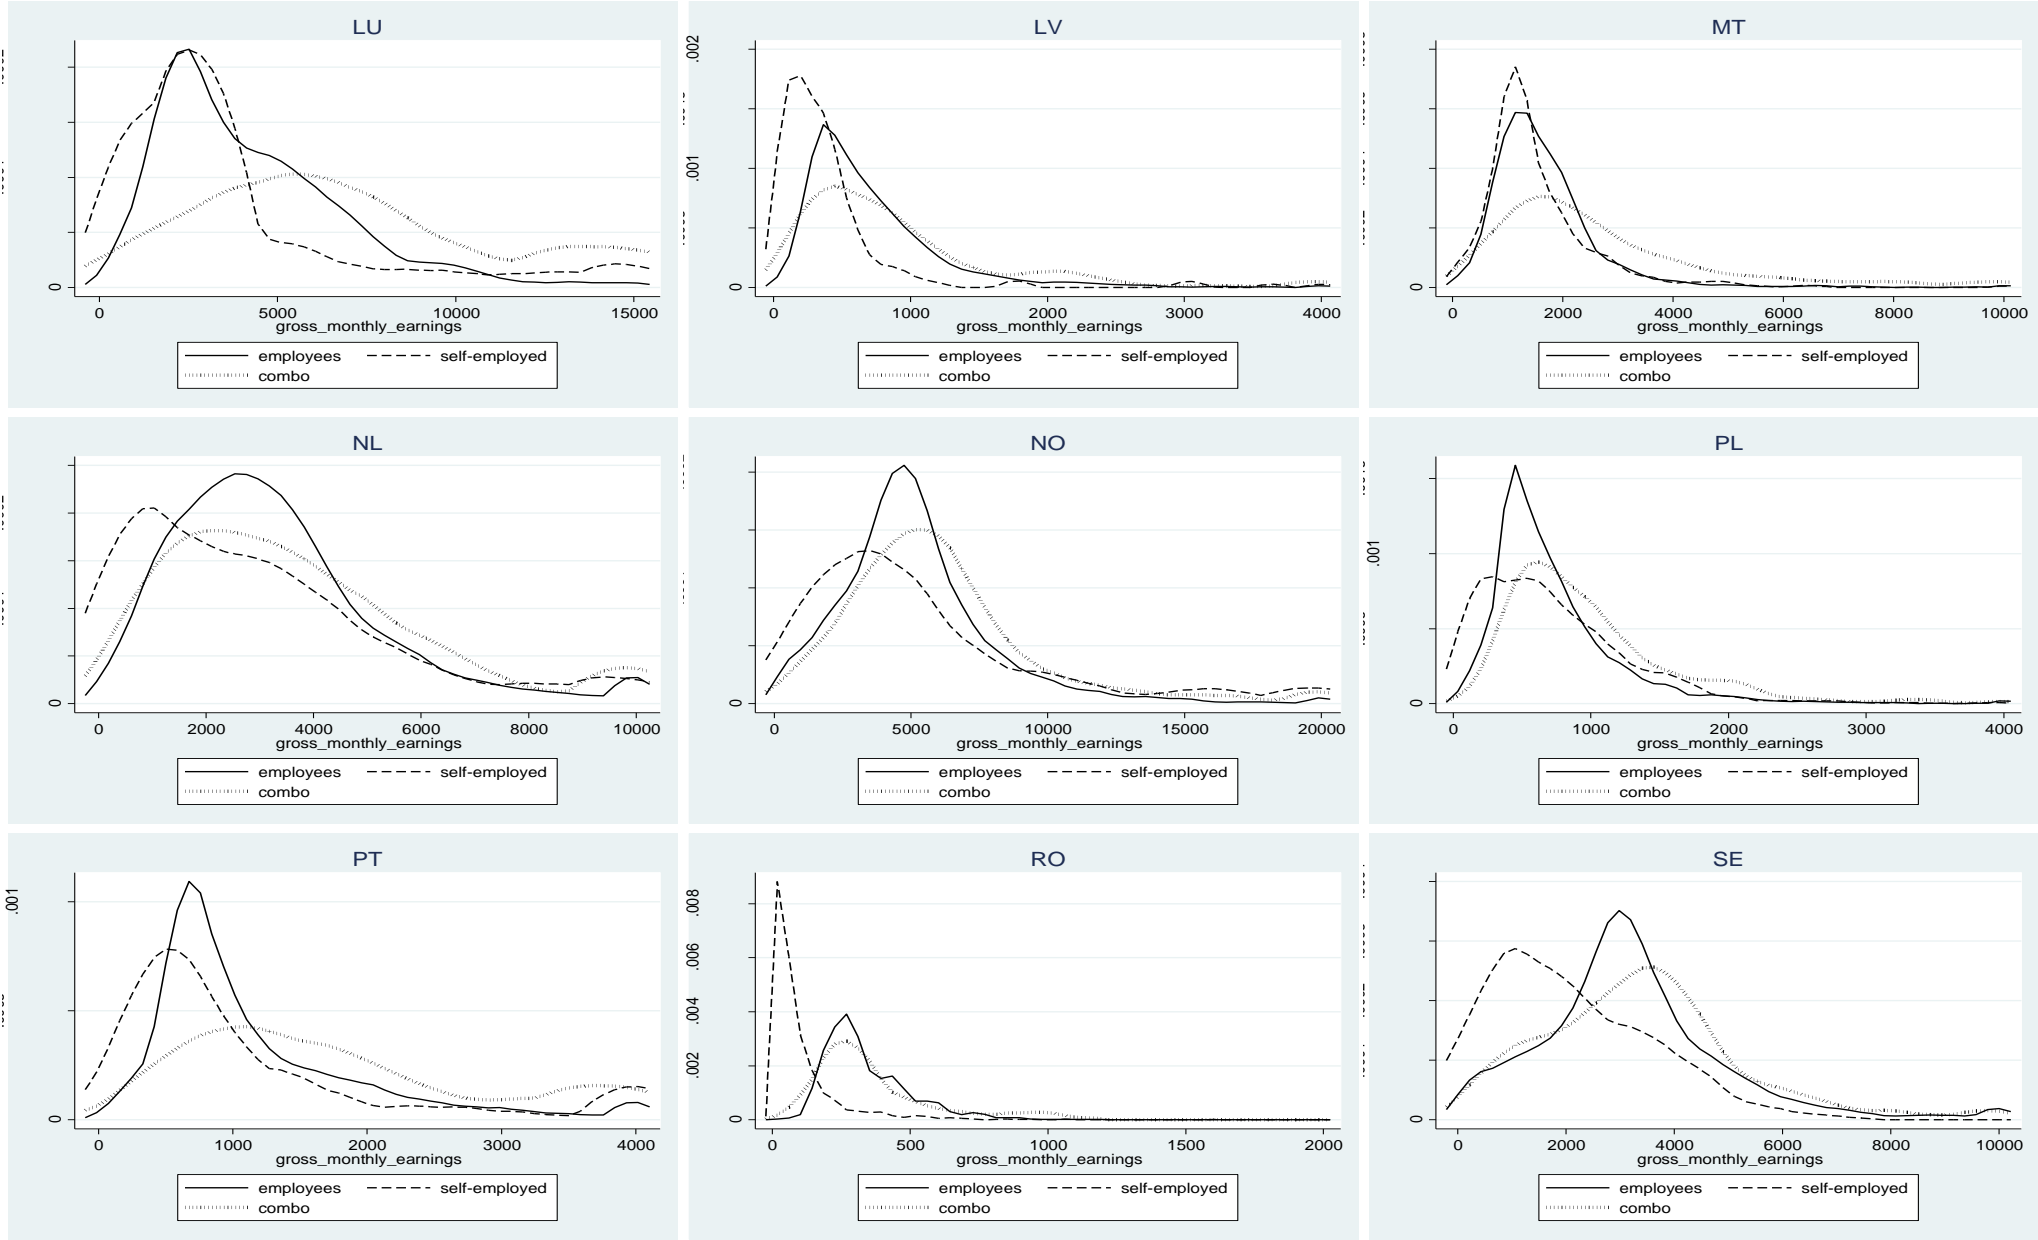 LU
0
0 5000 10000 15000
gross_monthly_earnings
employees self-employed
combo
LV
.002
.001
0
0 1000 2000 3000 4000
gross_monthly_earnings
employees self-employed
combo
MT
0
0 2000 4000 6000 8000 10000
gross_monthly_earnings
employees self-employed
combo
NL
0
0 2000 4000 6000 8000 10000
gross_monthly_earnings
employees self-employed
combo
NO
0
0 5000 10000 15000 20000
gross_monthly_earnings
employees self-employed
combo
PL
.001
0
0 1000 2000 3000 4000
gross_monthly_earnings
employees self-employed
combo
PT
.001
0
0 1000 2000 3000 4000
gross_monthly_earnings
employees self-employed
combo
RO
.008
.006
.004
.002
0
0 500 1000 1500 2000
gross_monthly_earnings
employees self-employed
combo
SE
0
0 2000 4000 6000 8000 10000
gross_monthly_earnings
employees self-employed
combo